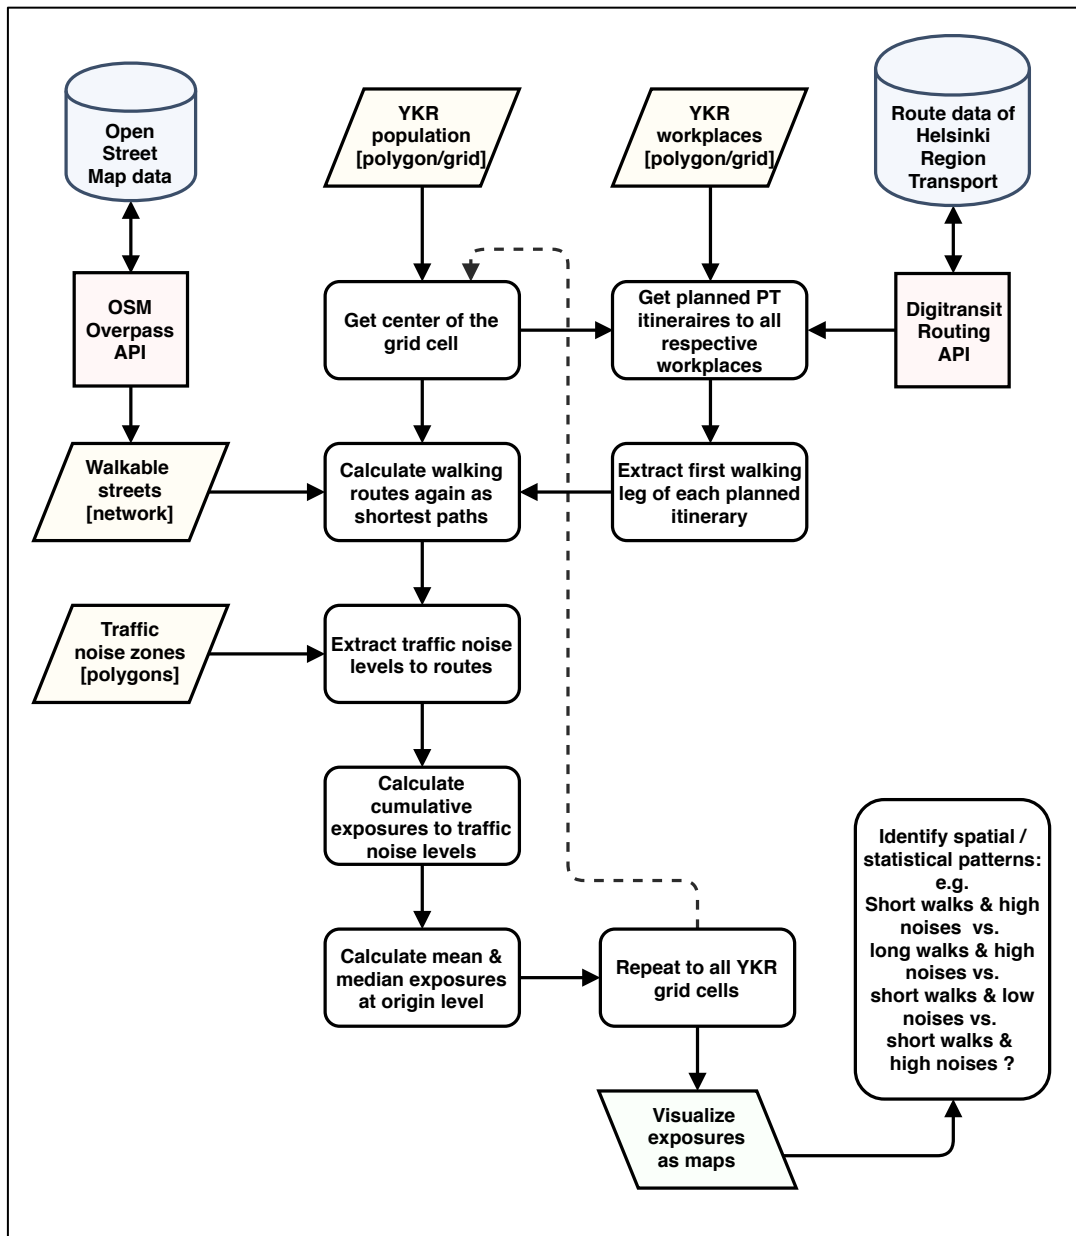 Open
Street
Map data
YKR
population
[polygon/grid]
YKR
workplaces
[polygon/grid]
Route data of
Helsinki
Region
Transport
OSM
Overpass
API
Get center of the
grid cell
Get planned PT
itineraires to all
respective
workplaces
Digitransit
Routing
API
Walkable
streets
[network]
Calculate walking
routes again as
shortest paths
Extract first walking
leg of each planned
itinerary
Traffic
noise zones
[polygons]
Extract traffic noise
levels to routes
Calculate
cumulative
exposures to traffic
noise levels
Calculate mean &
median exposures
at origin level
Repeat to all YKR
grid cells
Identify spatial /
statistical patterns:
e.g.
Short walks & high
noises vs.
long walks & high
noises vs.
short walks & low
noises vs.
short walks &
high noises ?
Visualize
exposures
as maps